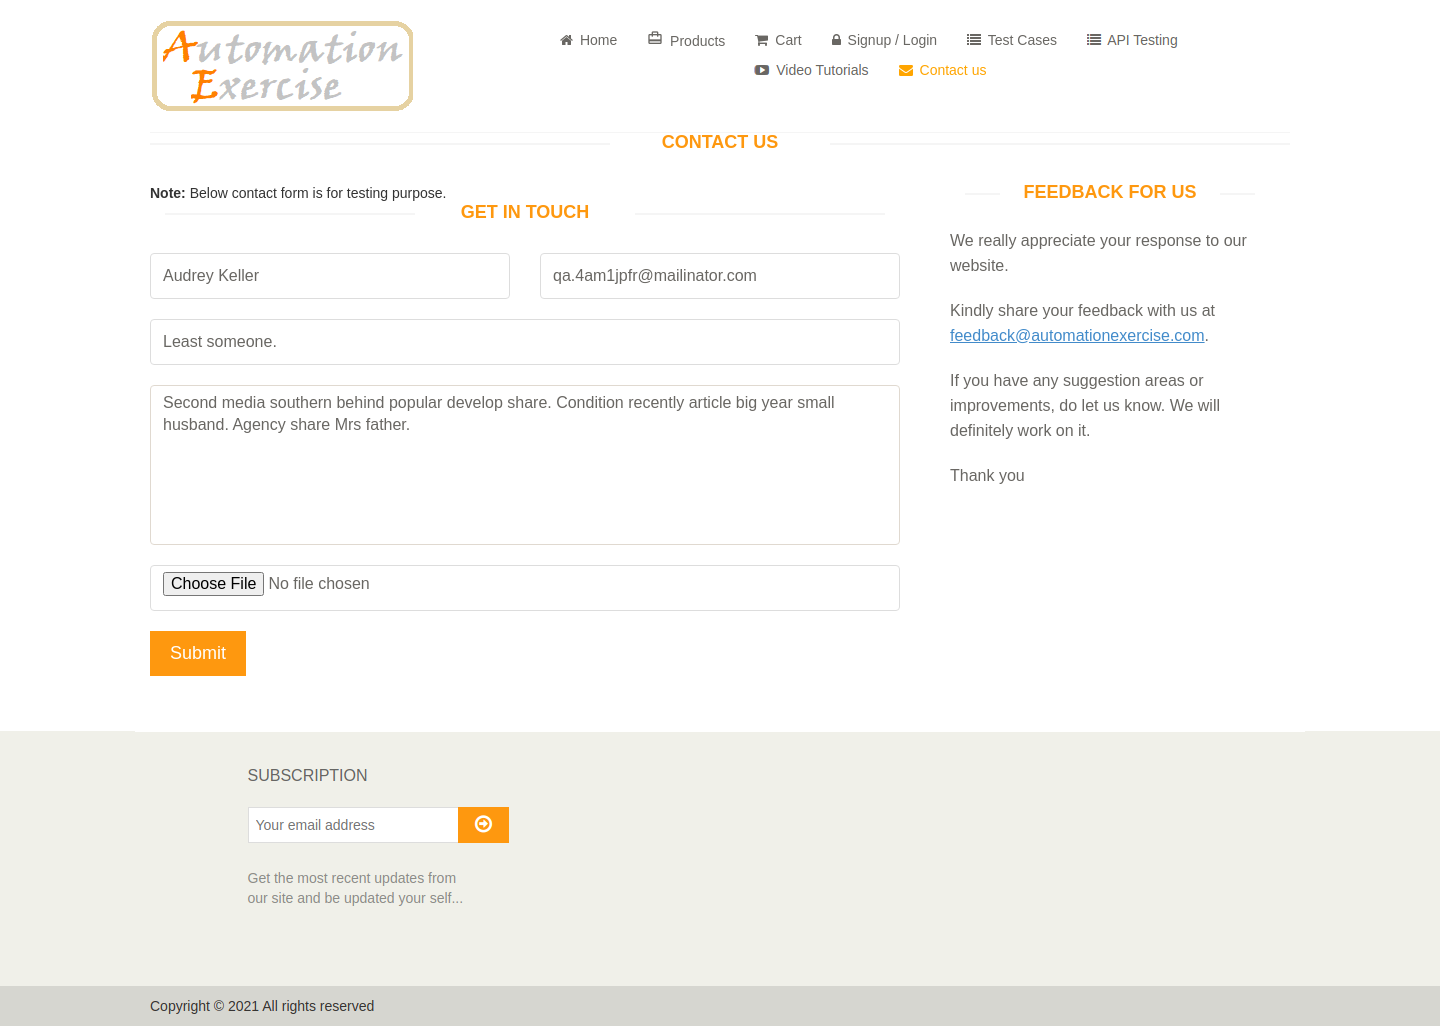 Automation
Exercise
Home Products Cart Signup / Login Test Cases API Testing
Video Tutorials Contact us
CONTACT US
Note: Below contact form is for testing purpose.
GET IN TOUCH
Audrey Keller
qa.4am1jpfr@mailinator.com
Least someone.
Second media southern behind popular develop share. Condition recently article big year small
husband. Agency share Mrs father.
Choose File No file chosen
Submit
FEEDBACK FOR US
We really appreciate your response to our
website.
Kindly share your feedback with us at
feedback@automationexercise.com.
If you have any suggestion areas or
improvements, do let us know. We will
definitely work on it.
Thank you
SUBSCRIPTION
Your email address
Get the most recent updates from
our site and be updated your self...
Copyright © 2021 All rights reserved